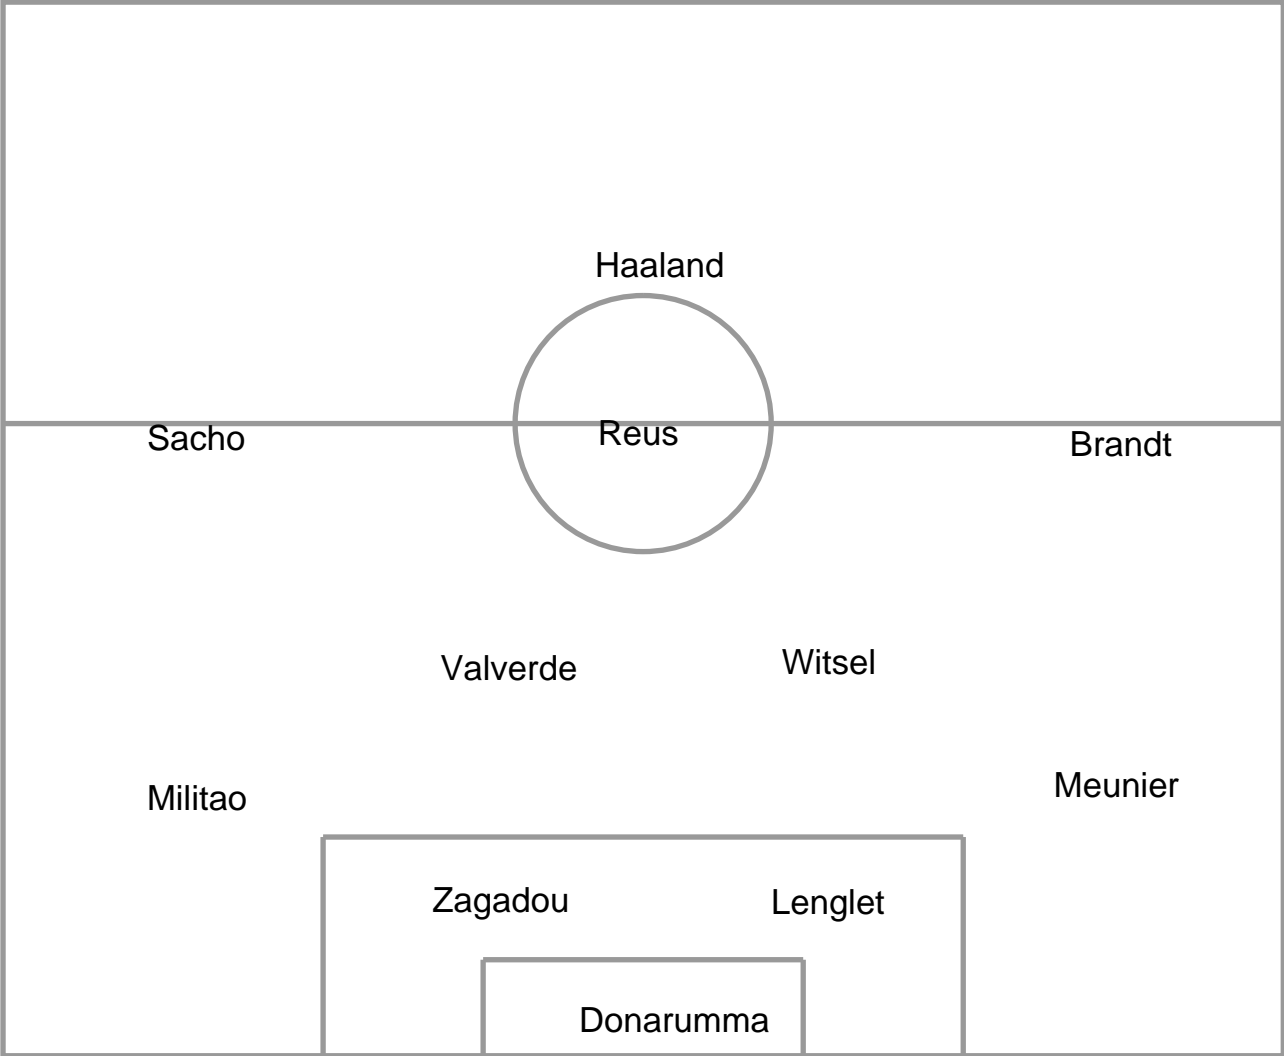 Haaland
Sacho
Reus
Brandt
Valverde
Witsel
Militao
Meunier
Zagadou
Lenglet
Donarumma